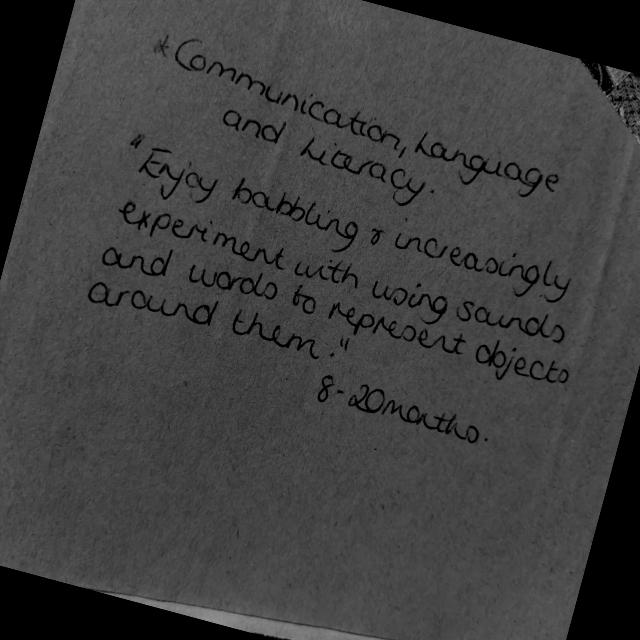 "Communication
and Literacy Language
"Enjoy babbling & increasingly
experiment with using sounds
and words to represent objects
around them."
8-20months